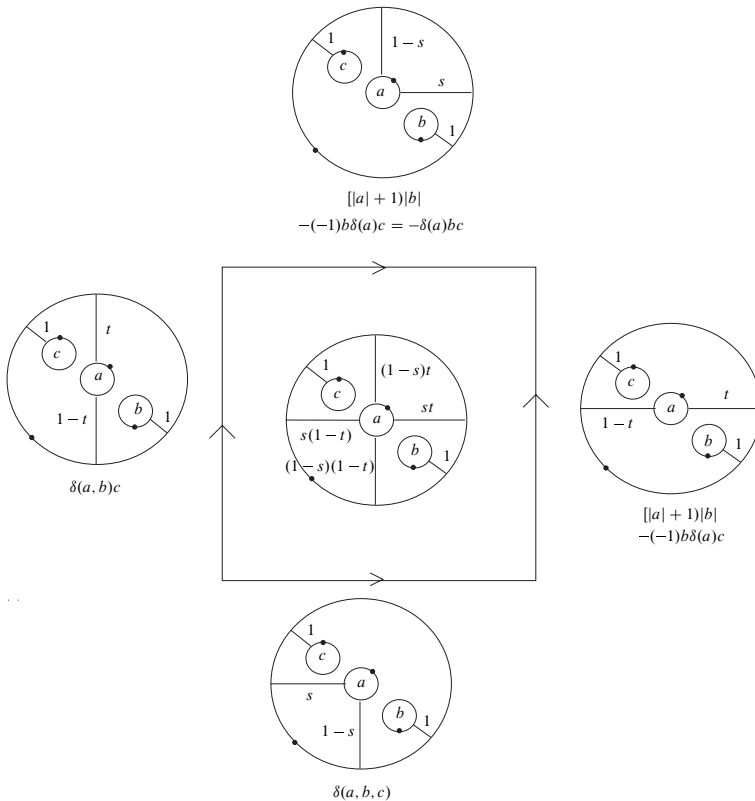 1
1 − s
c
a
s
b
1
[|a| + 1)|b|
−(−1)bδ(a)c = −δ(a)bc
1
t
c
a
1 − t
b
1
δ(a, b)c
1
(1 − s)t
c
a
st
s(1 − t)
b
(1 − s)(1 − t)
1
1
c
t
a
1 − t
b
1
[|a| + 1)|b|
−(−1)bδ(a)c
1
c
a
s
b
1 − s
1
δ(a, b, c)